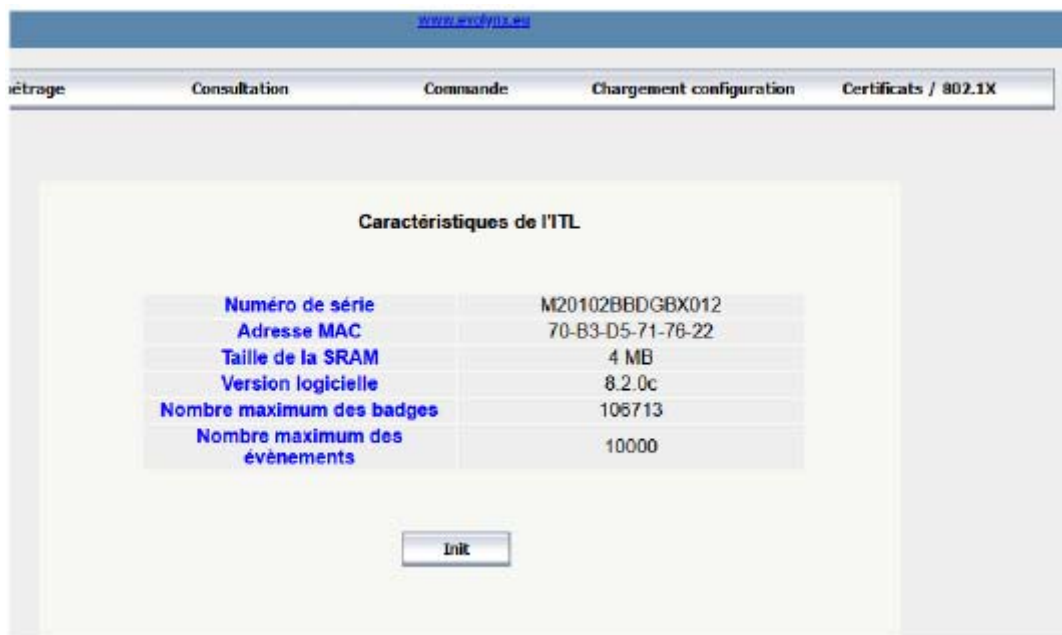 www.evolynx.eu
étrage Consultation Commande Chargement configuration Certificats / 802.1X
Caractéristiques de l'ITL
Numéro de série M20102BBDGBX012
Adresse MAC 70-B3-D5-71-76-22
Taille de la SRAM 4 MB
Version logicielle 8.2.0c
Nombre maximum des badges 106713
Nombre maximum des
évènements 10000
Init